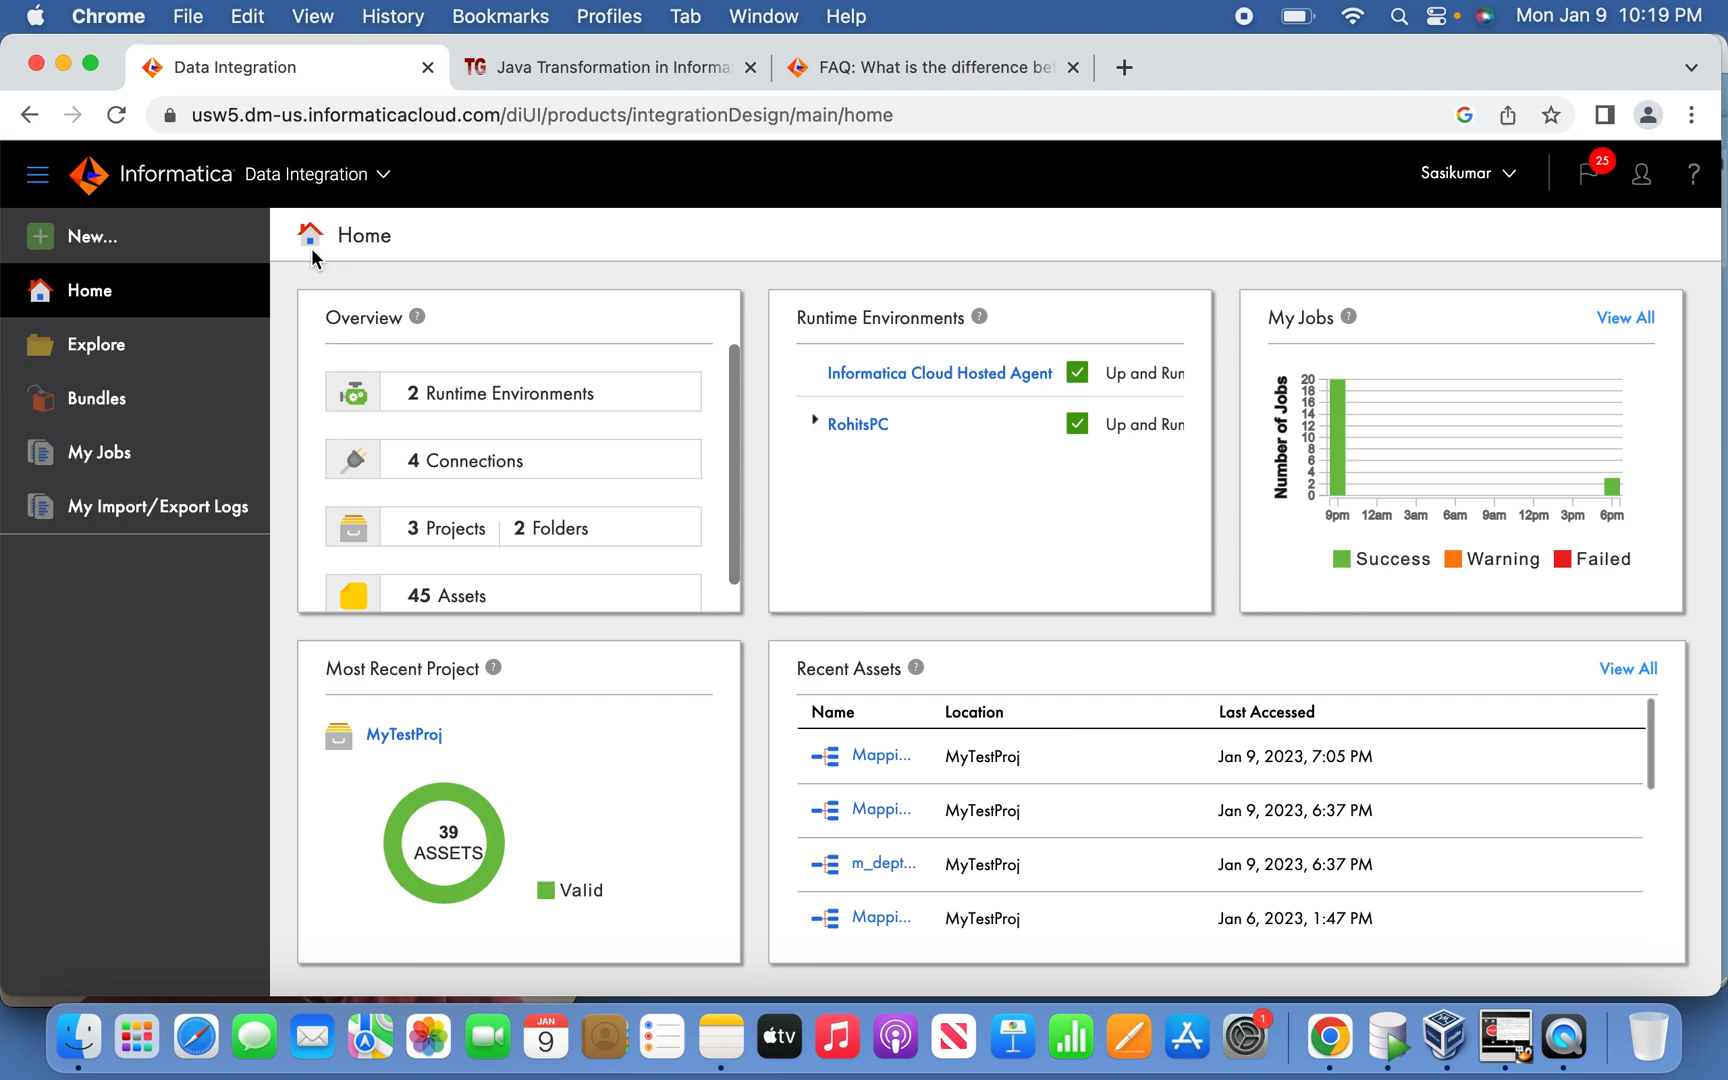 Chrome File Edit View History Bookmarks Profiles Tab Window Help Mon Jan 9 10:19 PM
Data Integration TG Java Transformation in Informa FAQ: What is the difference be
usw5.dm-us.informaticacloud.com/diUI/products/integrationDesign/main/home
Informatica Data Integration Sasikumar 25 ?
New...
Home
Explore
Bundles
My Jobs
My Import/Export Logs
Home
Overview ?
2 Runtime Environments
4 Connections
3 Projects 2 Folders
45 Assets
Runtime Environments ?
Informatica Cloud Hosted Agent Up and Run
RohitsPC Up and Run
My Jobs ? View All
Number of Jobs
20
18
16
14
12
10
8
6
4
2
0
9pm 12am 3am 6am 9am 12pm 3pm 6pm
Success Warning Failed
Most Recent Project ?
MyTestProj
39
ASSETS
Valid
Recent Assets ? View All
Name Location Last Accessed
Mappi... MyTestProj Jan 9, 2023, 7:05 PM
Mappi... MyTestProj Jan 9, 2023, 6:37 PM
m_dept... MyTestProj Jan 9, 2023, 6:37 PM
Mappi... MyTestProj Jan 6, 2023, 1:47 PM
JAN
9
tv
1